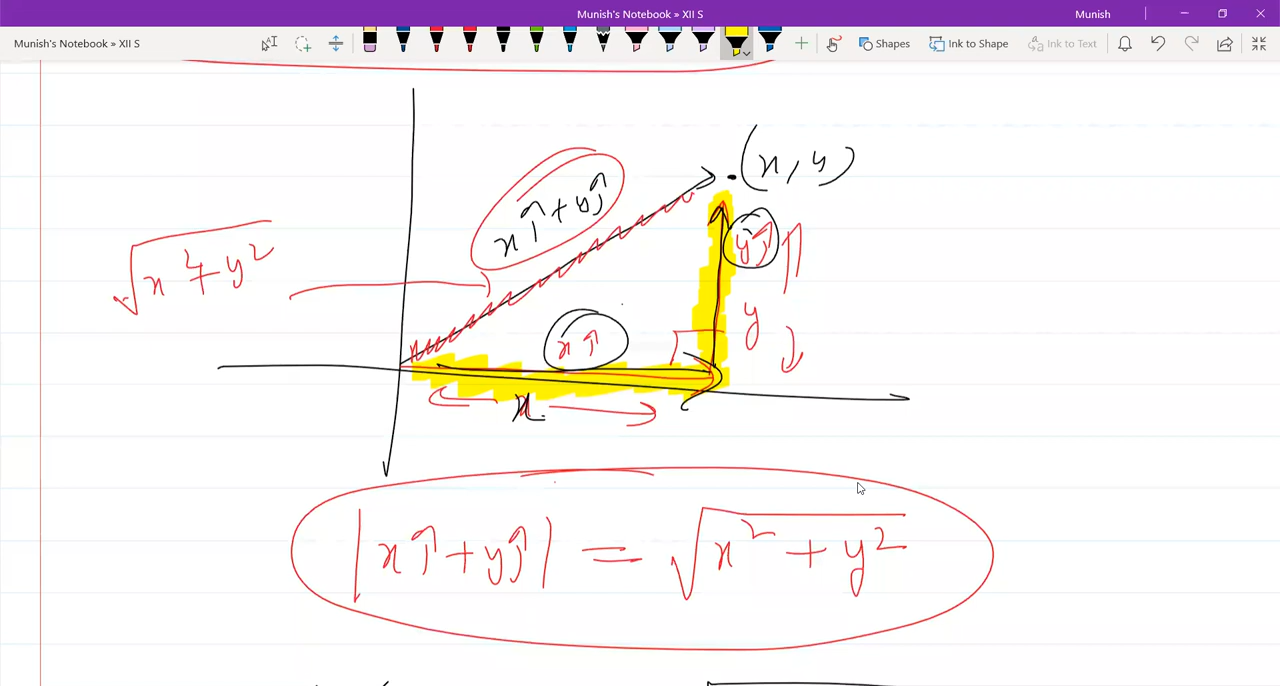 Munish's Notebook » XII S
Munish
Munish's Notebook » XII S
Shapes
Ink to Shape
Ink to Text
(x, y)
xî + yĵ
yĵ
√x² + y²
xî
y
x
|xî + yĵ| = √x² + y²